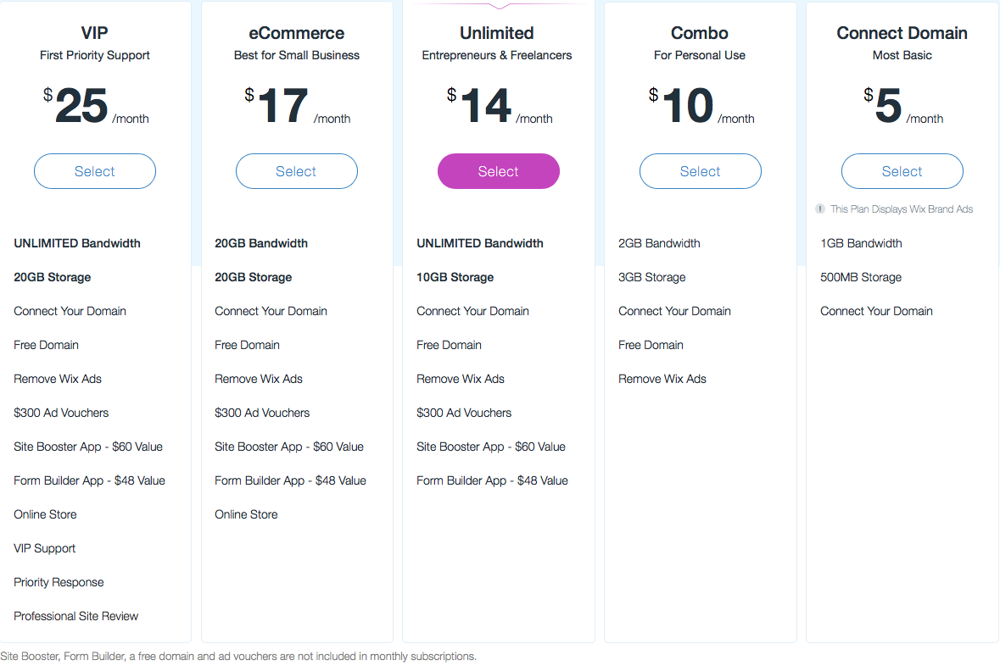 VIP
First Priority Support
$25 /month
Select
UNLIMITED Bandwidth
20GB Storage
Connect Your Domain
Free Domain
Remove Wix Ads
$300 Ad Vouchers
Site Booster App - $60 Value
Form Builder App - $48 Value
Online Store
VIP Support
Priority Response
Professional Site Review
eCommerce
Best for Small Business
$17 /month
Select
20GB Bandwidth
20GB Storage
Connect Your Domain
Free Domain
Remove Wix Ads
$300 Ad Vouchers
Site Booster App - $60 Value
Form Builder App - $48 Value
Online Store
Unlimited
Entrepreneurs & Freelancers
$14 /month
Select
UNLIMITED Bandwidth
10GB Storage
Connect Your Domain
Free Domain
Remove Wix Ads
$300 Ad Vouchers
Site Booster App - $60 Value
Form Builder App - $48 Value
Combo
For Personal Use
$10 /month
Select
2GB Bandwidth
3GB Storage
Connect Your Domain
Free Domain
Remove Wix Ads
Connect Domain
Most Basic
$5 /month
Select
! This Plan Displays Wix Brand Ads
1GB Bandwidth
500MB Storage
Connect Your Domain
Site Booster, Form Builder, a free domain and ad vouchers are not included in monthly subscriptions.